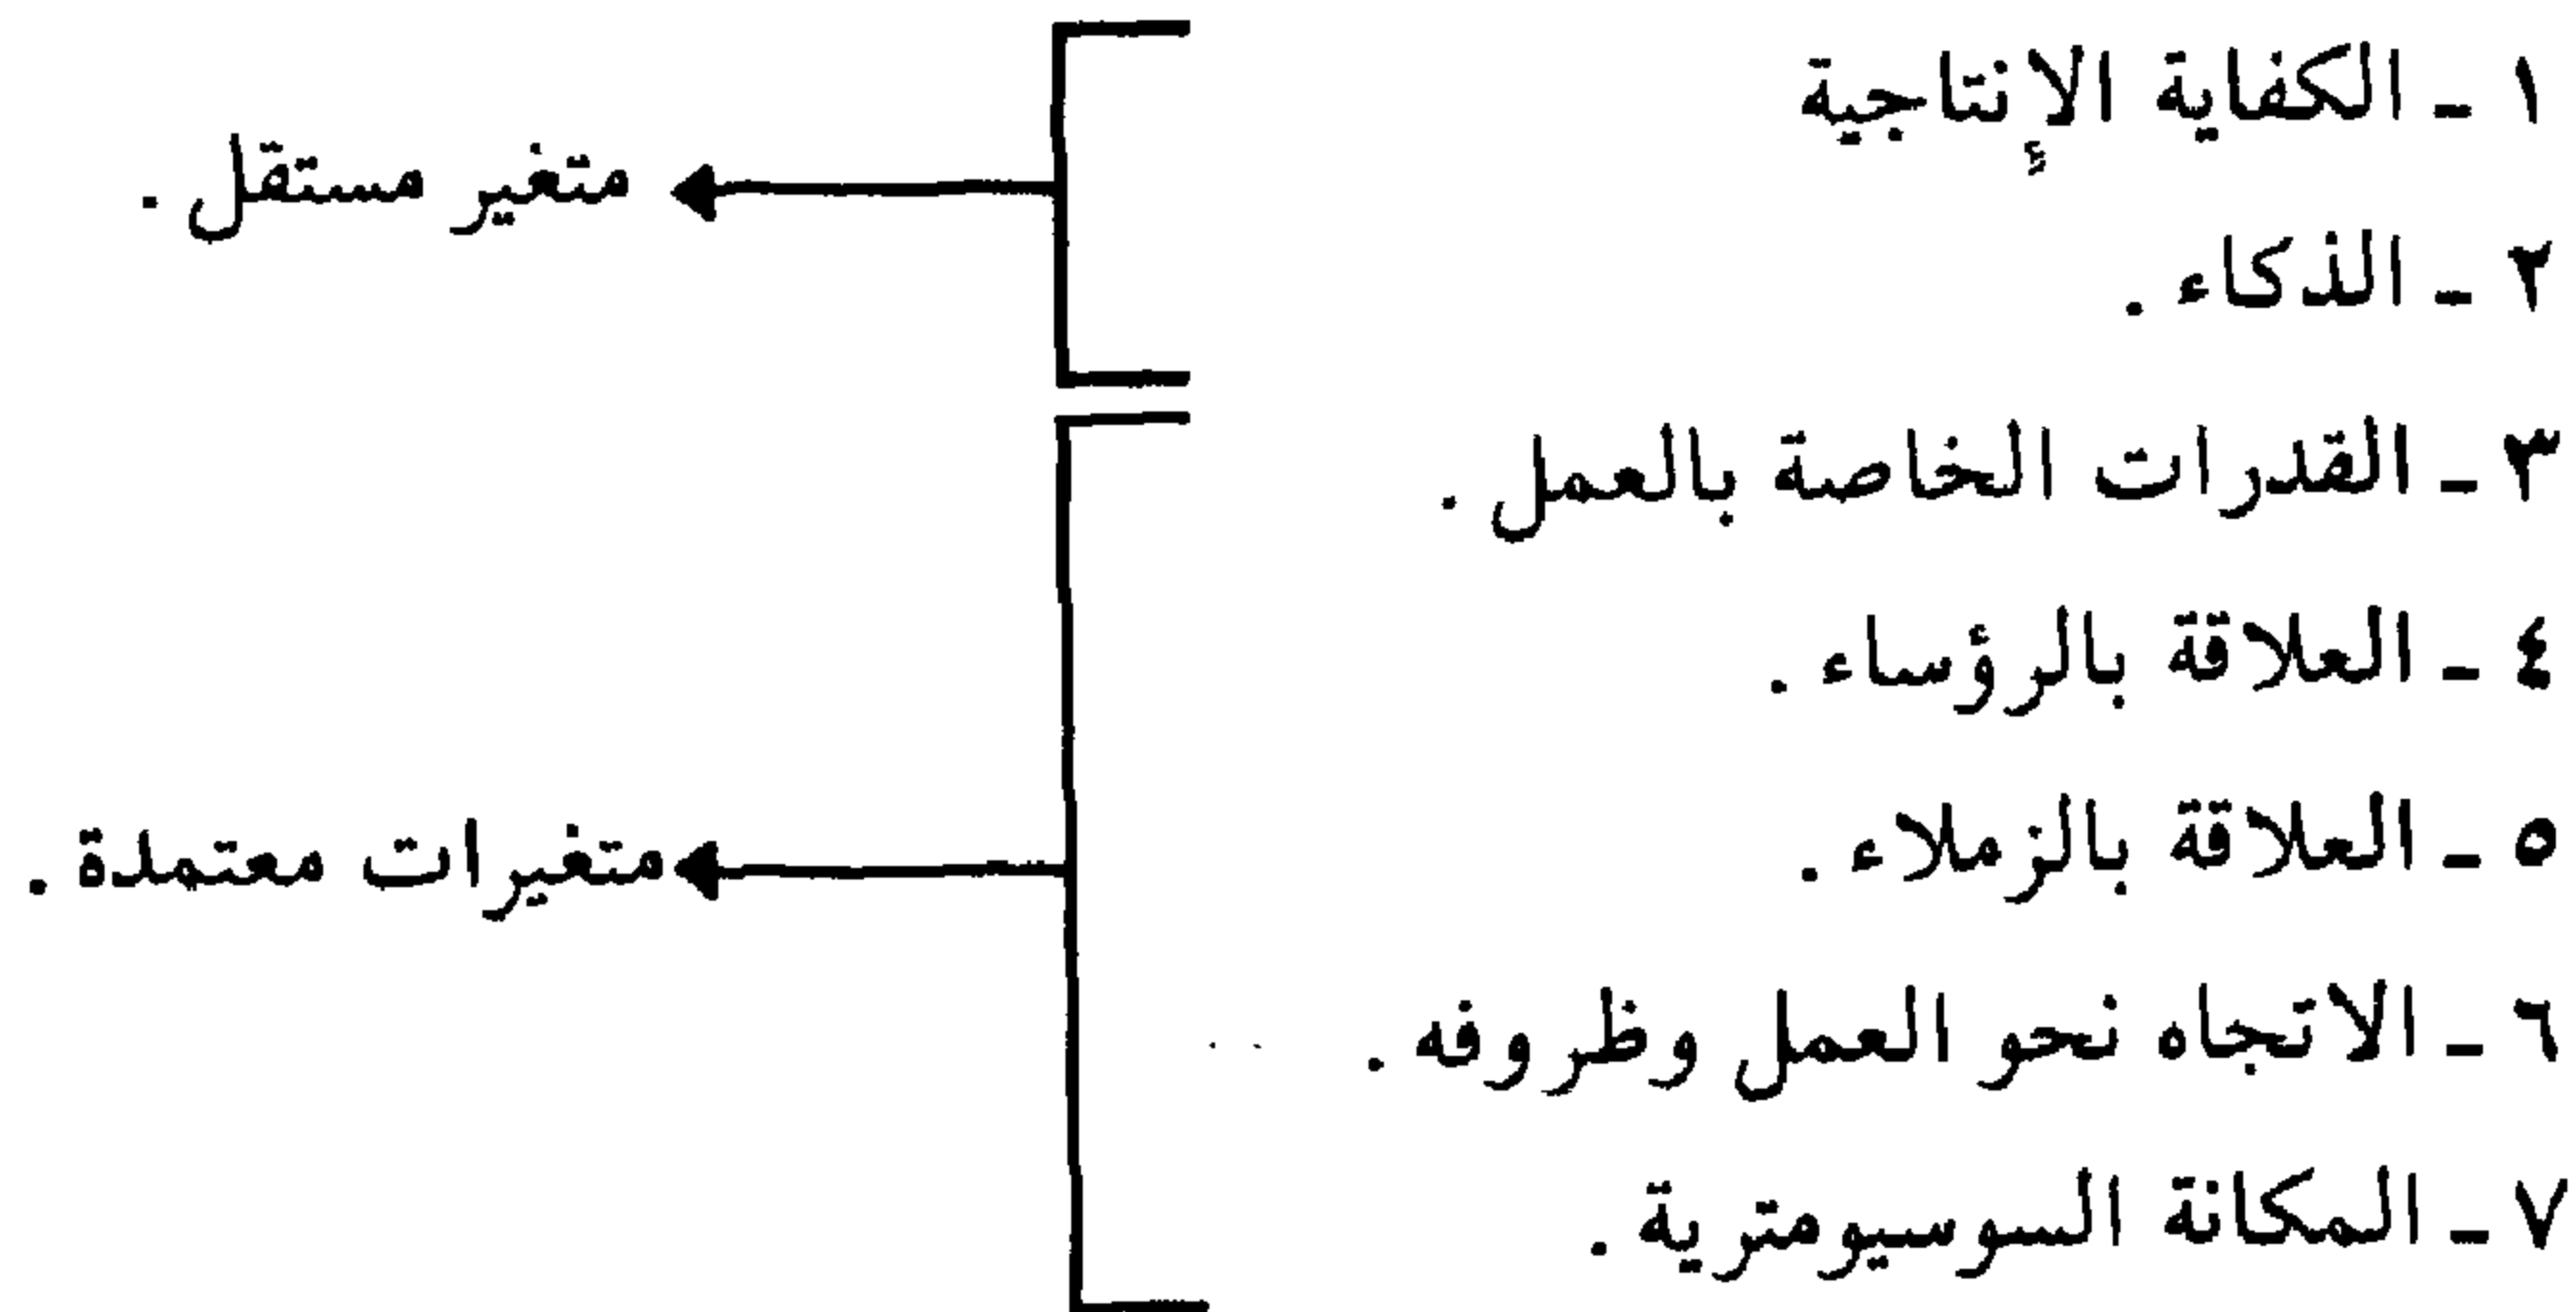 ١ ـ الكفاية الإنتاجية
متغير مستقل .
٢ ـ الذكاء .
٣ ـ القدرات الخاصة بالعمل .
٤ ـ العلاقة بالرؤساء .
٥ ـ العلاقة بالزملاء .
متغيرات معتمدة .
٦ ـ الاتجاه نحو العمل وظروفه .
٧ ـ المكانة السوسيومترية .